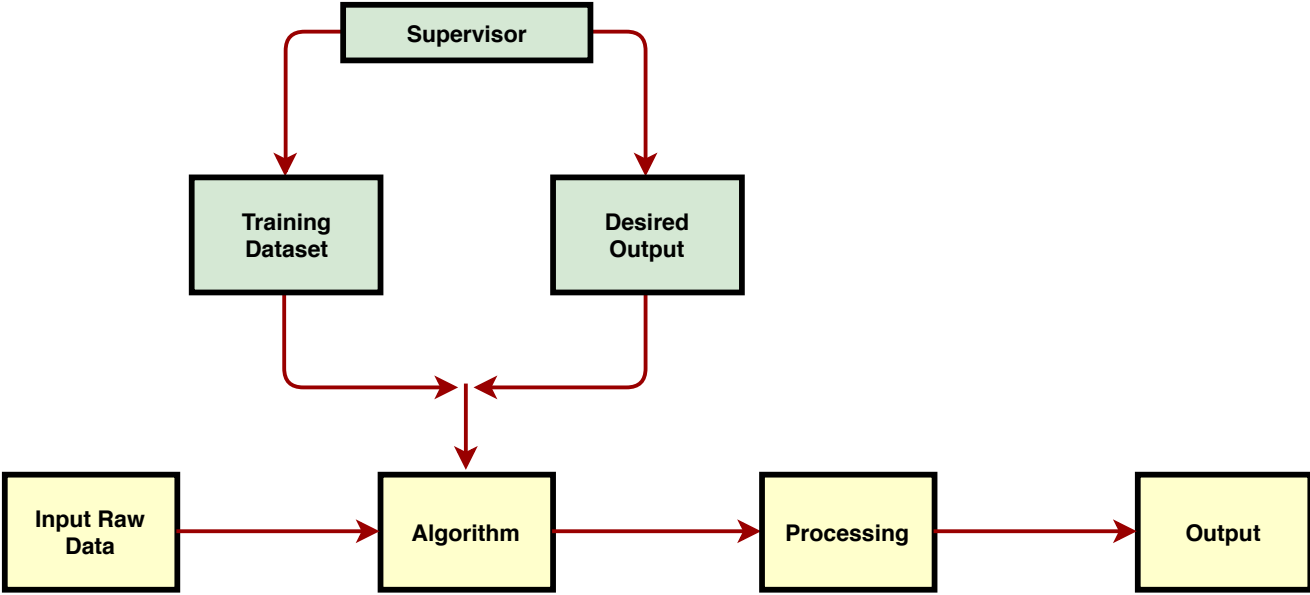 Supervisor
Training
Dataset
Desired
Output
Input Raw
Data
Algorithm
Processing
Output